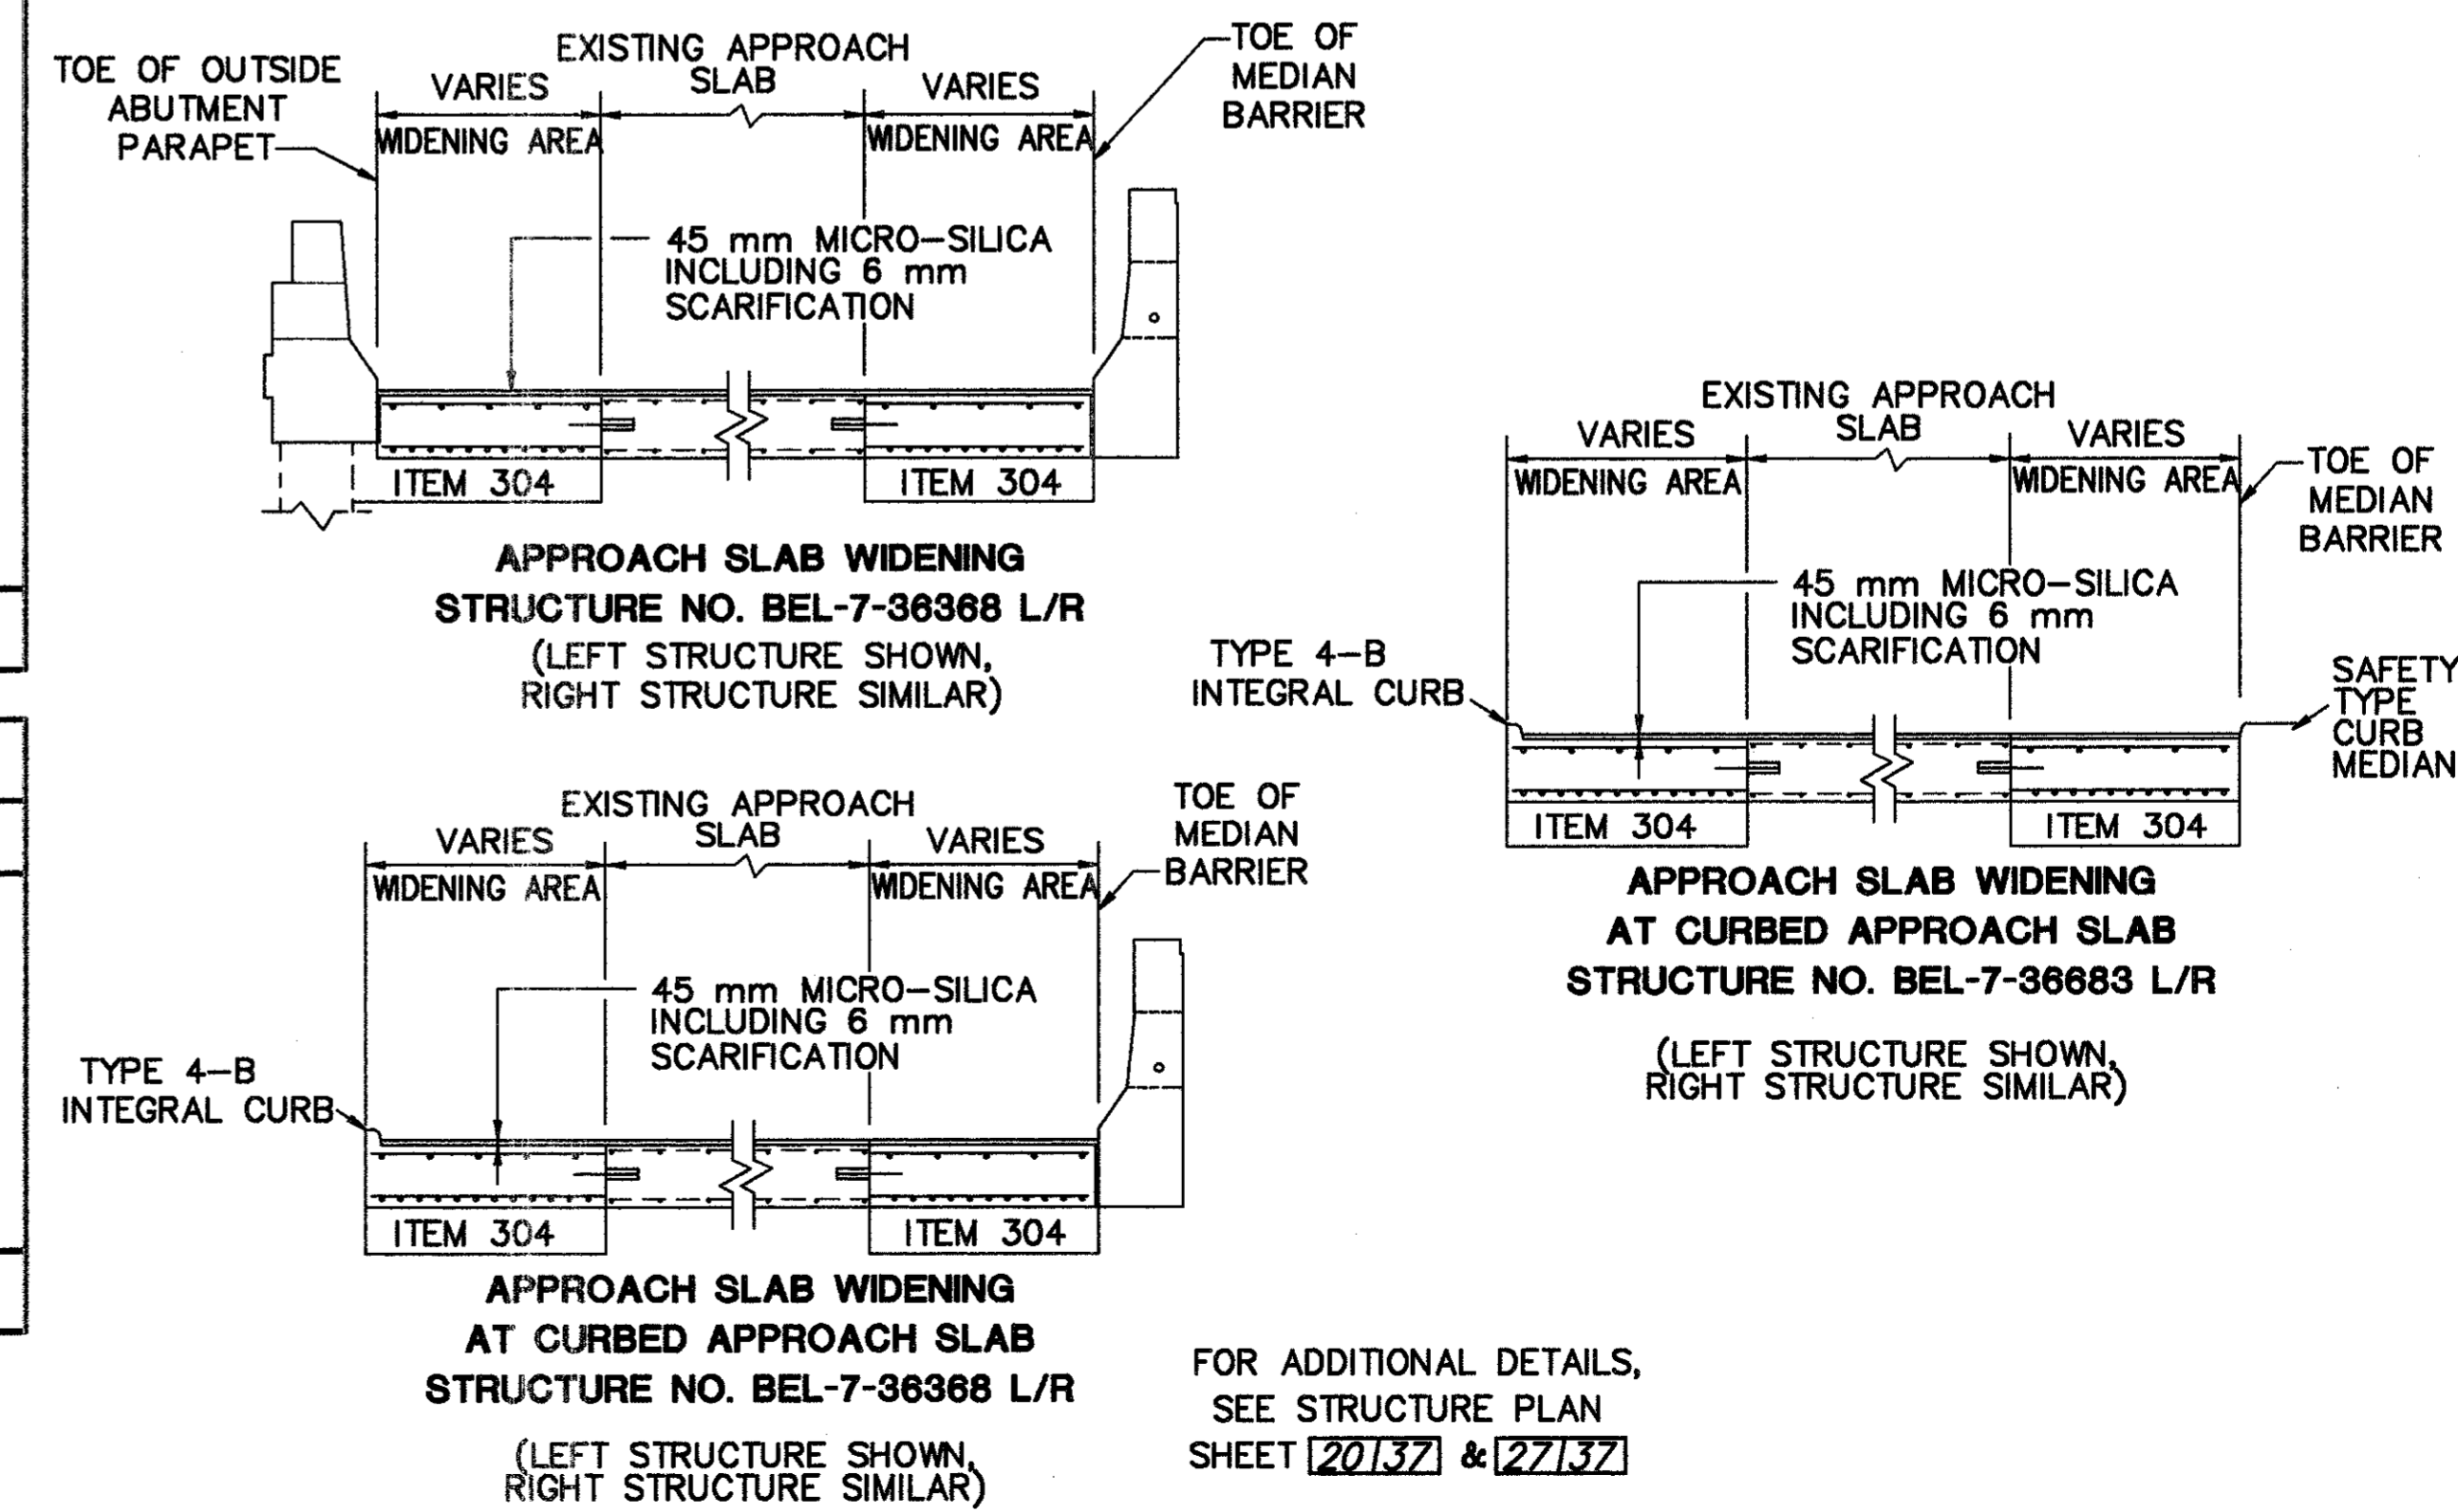 TOE OF OUTSIDE
ABUTMENT
PARAPET
EXISTING APPROACH
SLAB
VARIES
VARIES
WIDENING AREA
WIDENING AREA
TOE OF
MEDIAN
BARRIER
45 mm MICRO-SILICA
INCLUDING 6 mm
SCARIFICATION
ITEM 304
ITEM 304
APPROACH SLAB WIDENING
STRUCTURE NO. BEL-7-36368 L/R
(LEFT STRUCTURE SHOWN,
RIGHT STRUCTURE SIMILAR)
EXISTING APPROACH
SLAB
VARIES
VARIES
WIDENING AREA
WIDENING AREA
TOE OF
MEDIAN
BARRIER
45 mm MICRO-SILICA
INCLUDING 6 mm
SCARIFICATION
TYPE 4-B
INTEGRAL CURB
SAFETY
TYPE
CURB
MEDIAN
ITEM 304
ITEM 304
APPROACH SLAB WIDENING
AT CURBED APPROACH SLAB
STRUCTURE NO. BEL-7-36683 L/R
(LEFT STRUCTURE SHOWN,
RIGHT STRUCTURE SIMILAR)
EXISTING APPROACH
SLAB
VARIES
VARIES
WIDENING AREA
WIDENING AREA
TOE OF
MEDIAN
BARRIER
45 mm MICRO-SILICA
INCLUDING 6 mm
SCARIFICATION
TYPE 4-B
INTEGRAL CURB
ITEM 304
ITEM 304
APPROACH SLAB WIDENING
AT CURBED APPROACH SLAB
STRUCTURE NO. BEL-7-36368 L/R
(LEFT STRUCTURE SHOWN,
RIGHT STRUCTURE SIMILAR)
FOR ADDITIONAL DETAILS,
SEE STRUCTURE PLAN
SHEET 20/37 & 27/37